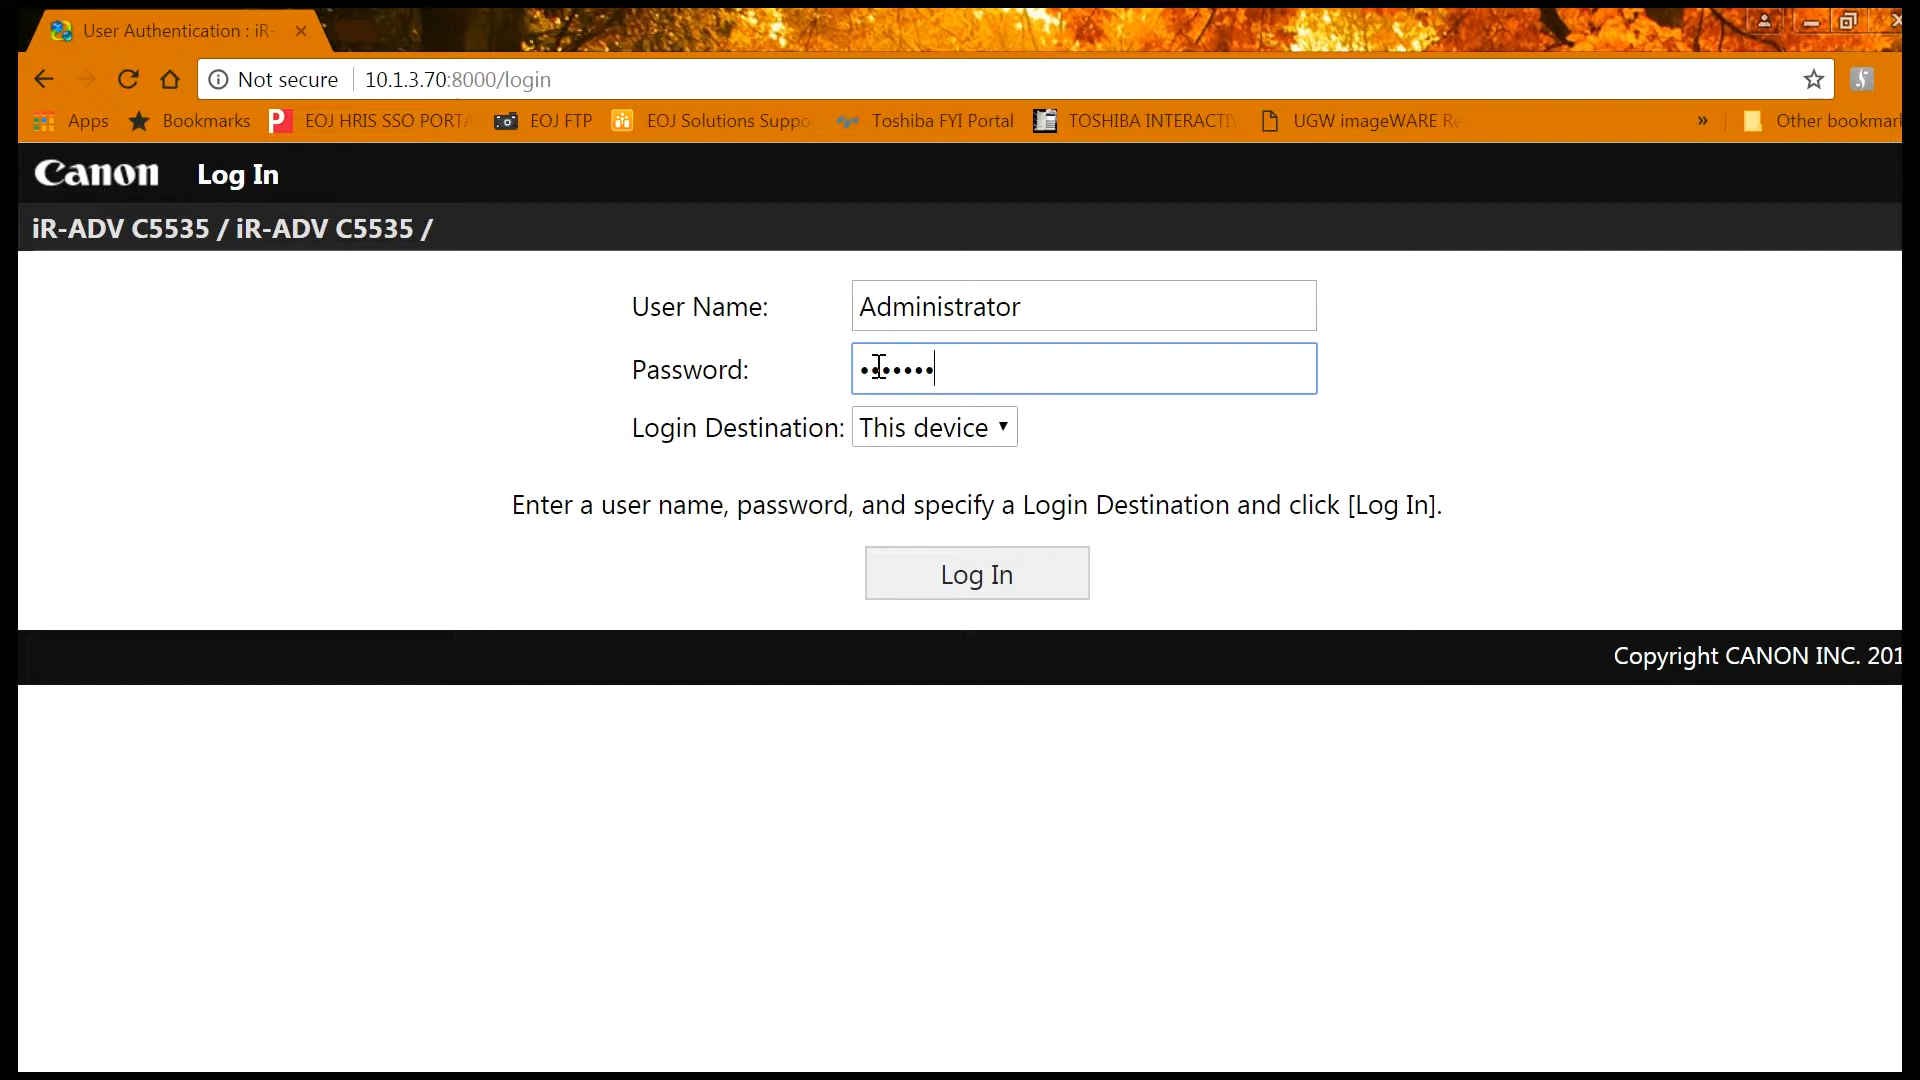 User Authentication : iR-
Not secure 10.1.3.70:8000/login
Apps Bookmarks EOJ HRIS SSO PORTA EOJ FTP EOJ Solutions Suppo Toshiba FYI Portal TOSHIBA INTERACTIV UGW imageWARE Re » Other bookmar
Canon Log In
iR-ADV C5535 / iR-ADV C5535 /
User Name: Administrator
Password: •••••••
Login Destination: This device
Enter a user name, password, and specify a Login Destination and click [Log In].
Log In
Copyright CANON INC. 201